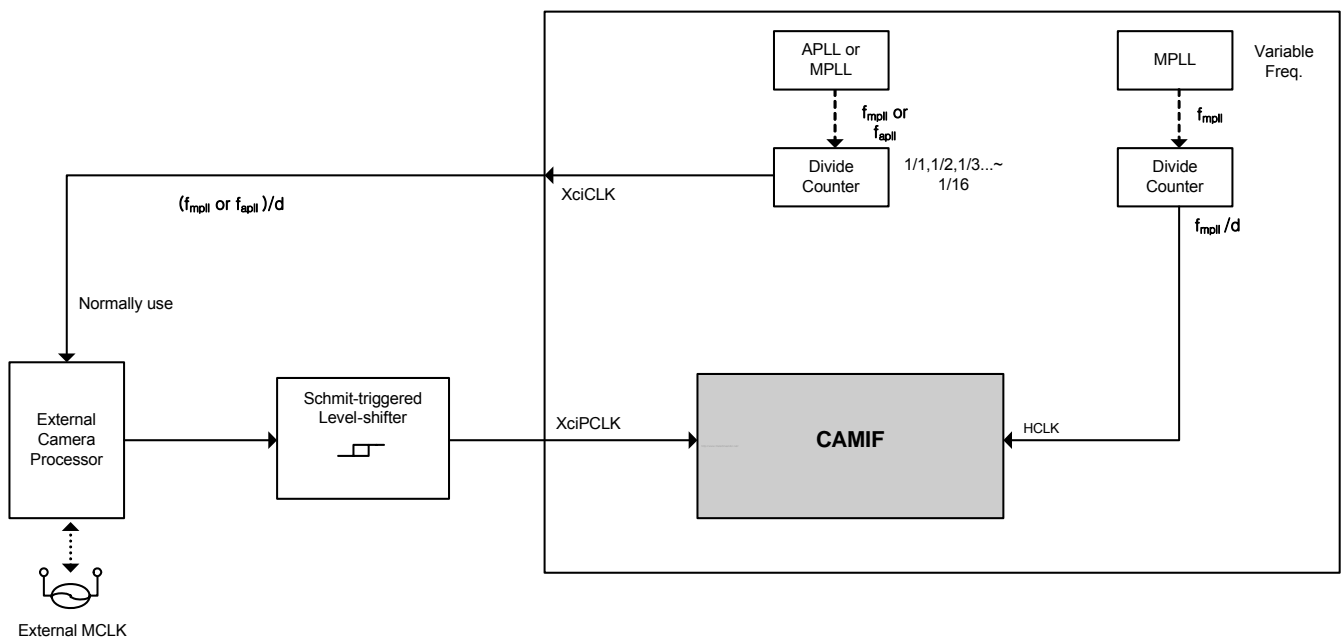 APLL or
MPLL
MPLL
Variable
Freq.
fmpll or
fapll
fmpll
Divide
Counter
1/1,1/2,1/3...~
1/16
Divide
Counter
XciCLK
(fmpll or fapll )/d
fmpll /d
Normally use
External
Camera
Processor
Schmit-triggered
Level-shifter
XciPCLK
CAMIF
HCLK
External MCLK